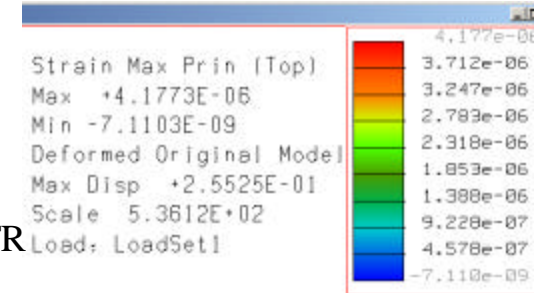 Strain Max Prin (Top)
Max +4.1773E-06
Min -7.1103E-09
Deformed Original Model
Max Disp +2.5525E-01
Scale 5.3612E+02
Load: LoadSet1
4.177e-06
3.712e-06
3.247e-06
2.783e-06
2.318e-06
1.853e-06
1.388e-06
9.228e-07
4.578e-07
-7.110e-09